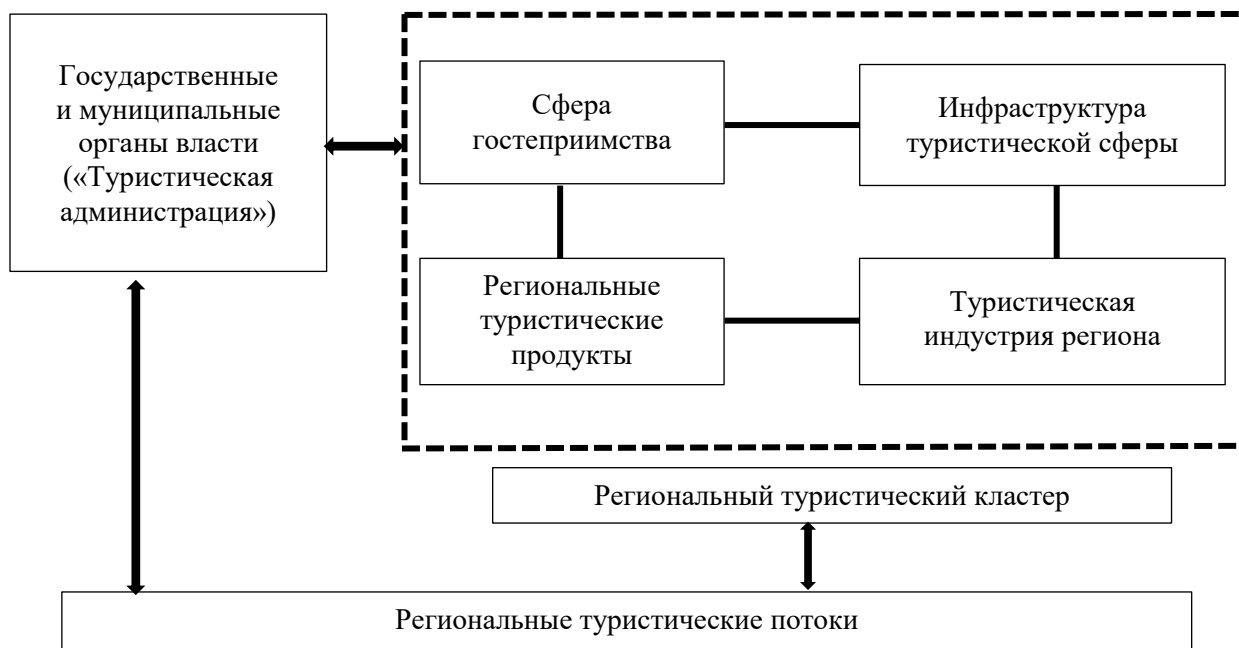 Государственные
и муниципальные
органы власти
(«Туристическая
администрация»)
Сфера
гостеприимства
Инфраструктура
туристической сферы
Региональные
туристические
продукты
Туристическая
индустрия региона
Региональный туристический кластер
Региональные туристические потоки